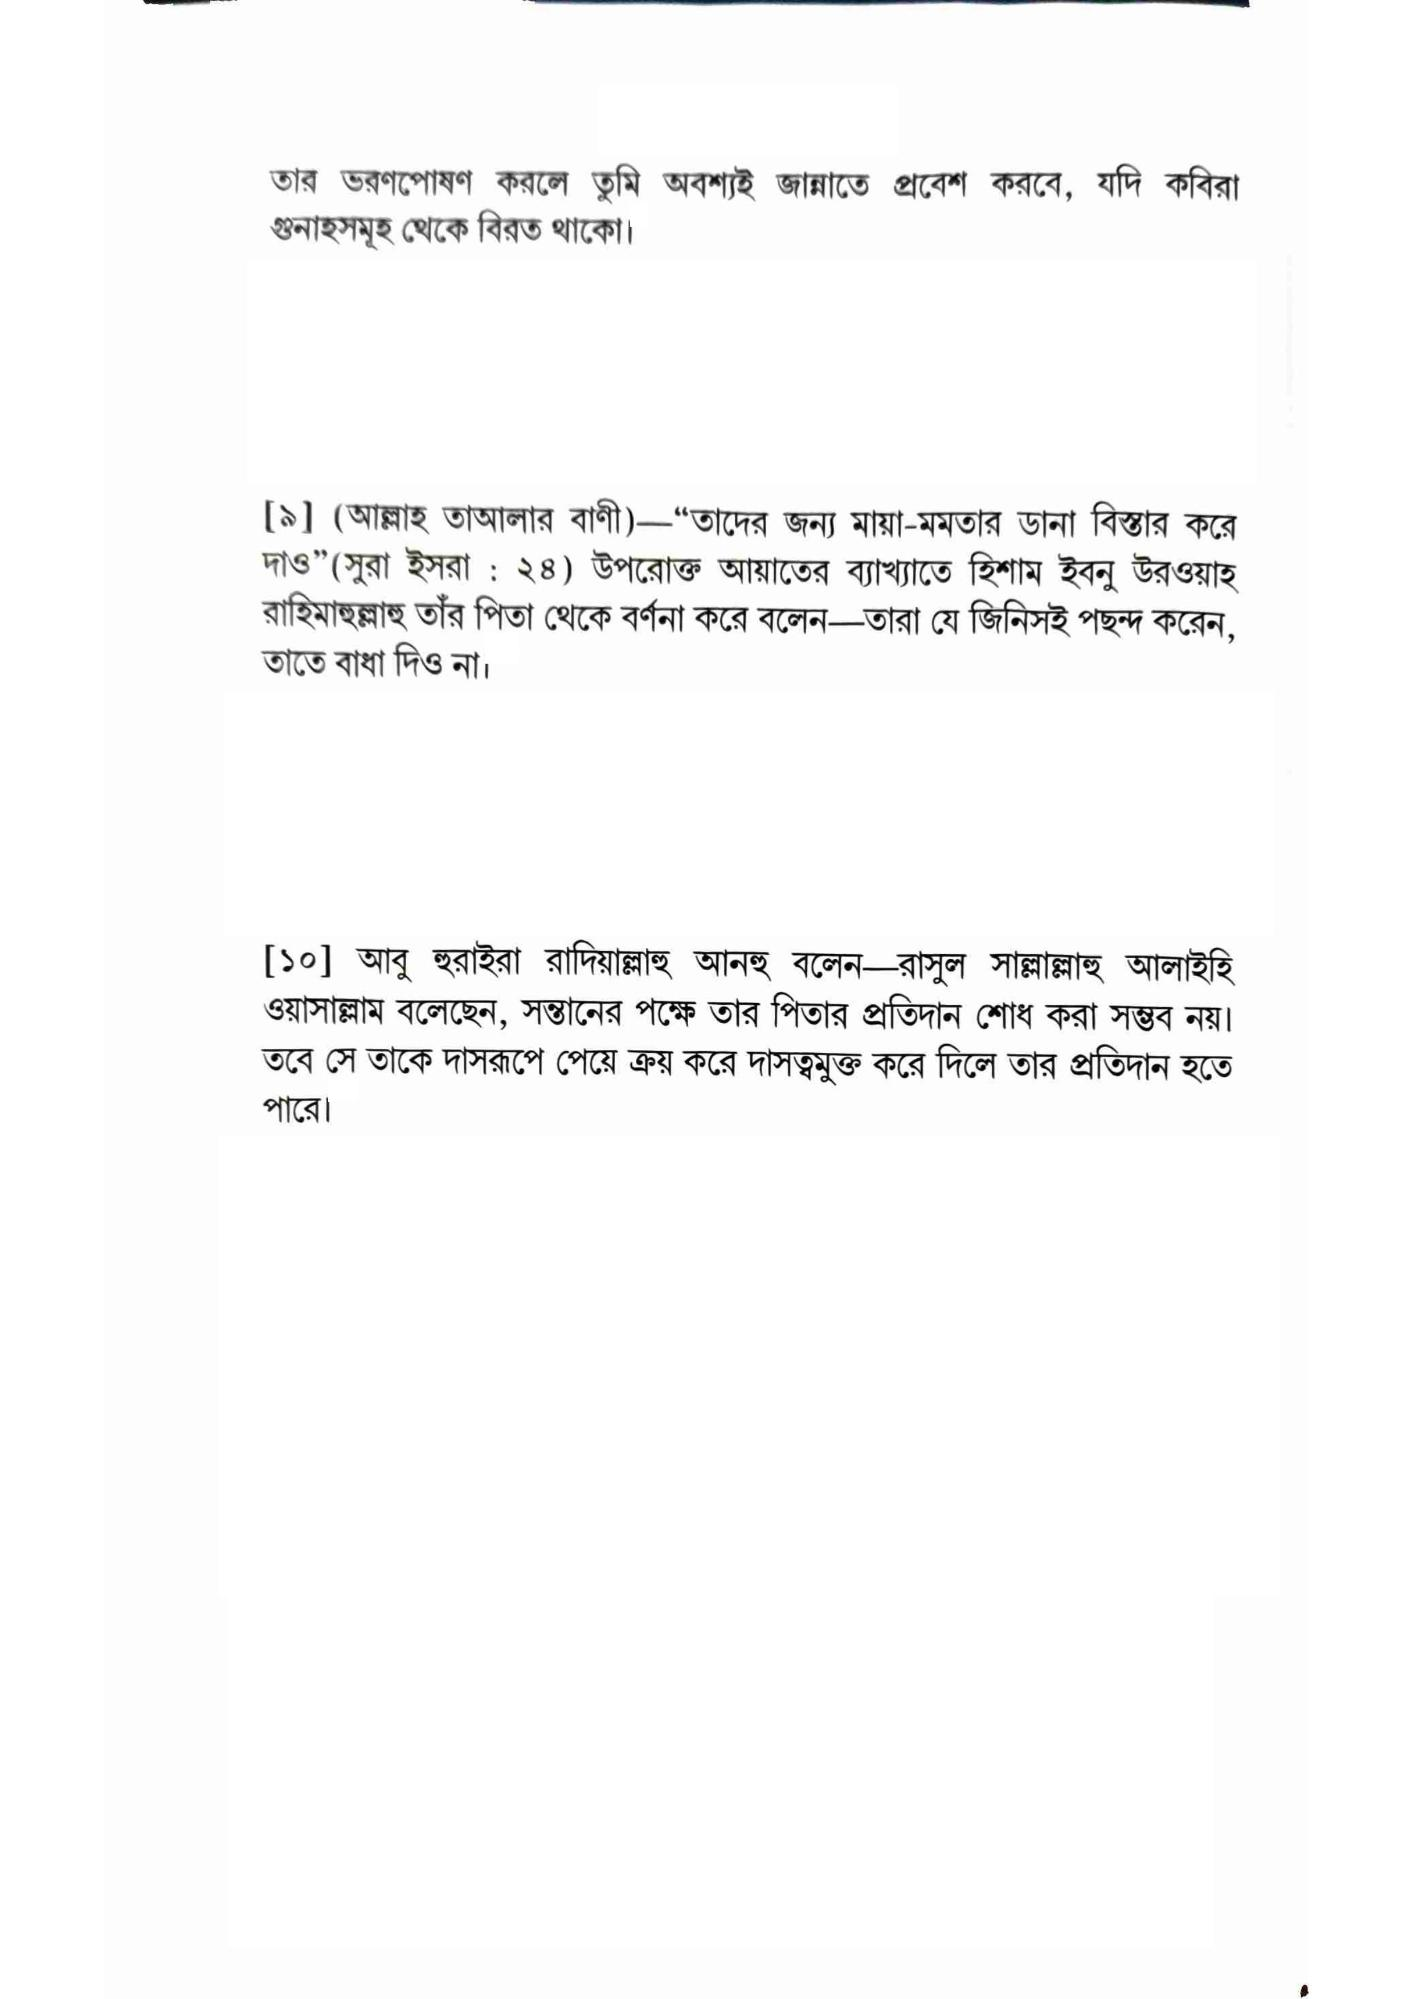 তার ভরণপোষণ করলে তুমি অবশ্যই জান্নাতে প্রবেশ করবে, যদি কবিরা
গুনাহসমূহ থেকে বিরত থাকো।
[৯] (আল্লাহ তাআলার বাণী)—“তাদের জন্য মায়া-মমতার ডানা বিস্তার করে
দাও”(সুরা ইসরা : ২৪) উপরোক্ত আয়াতের ব্যাখ্যাতে হিশাম ইবনু উরওয়াহ
রাহিমাহুল্লাহু তাঁর পিতা থেকে বর্ণনা করে বলেন—তারা যে জিনিসই পছন্দ করেন,
তাতে বাধা দিও না।
[১০] আবু হুরাইরা রাদিয়াল্লাহু আনহু বলেন—রাসুল সাল্লাল্লাহু আলাইহি
ওয়াসাল্লাম বলেছেন, সন্তানের পক্ষে তার পিতার প্রতিদান শোধ করা সম্ভব নয়।
তবে সে তাকে দাসরূপে পেয়ে ক্রয় করে দাসত্বমুক্ত করে দিলে তার প্রতিদান হতে
পারে।